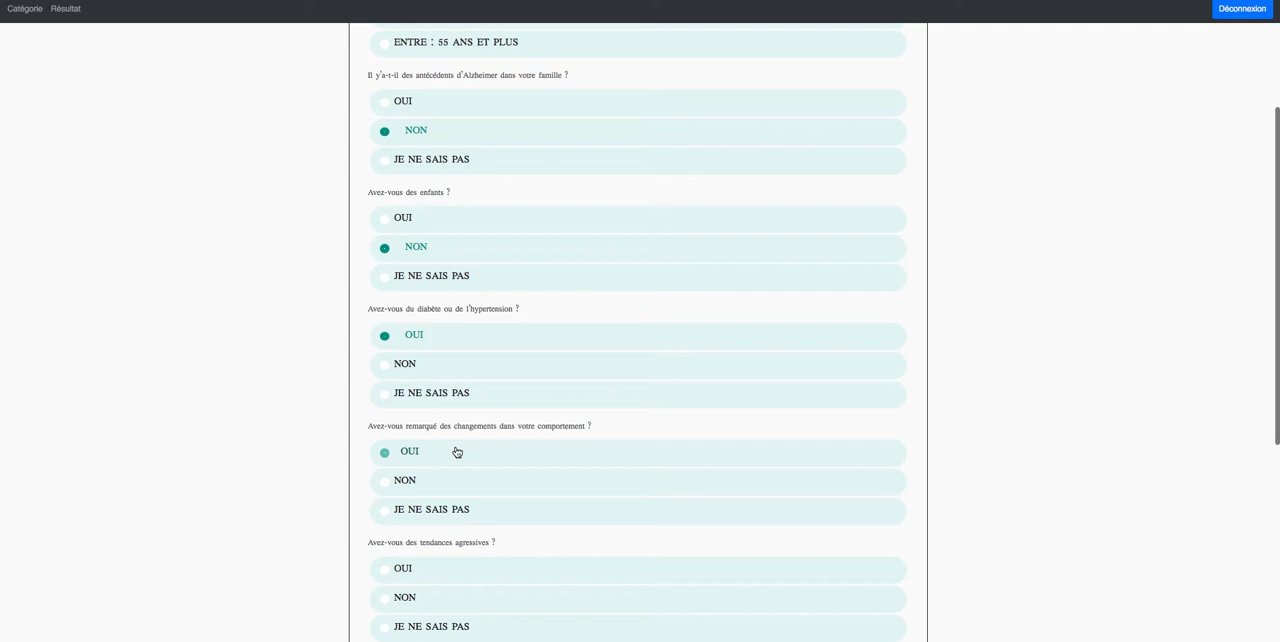 Catégorie Résultat Déconnexion
ENTRE : 55 ANS ET PLUS
Il y'a-t-il des antécédents d'Alzheimer dans votre famille ?
OUI
NON
JE NE SAIS PAS
Avez-vous des enfants ?
OUI
NON
JE NE SAIS PAS
Avez-vous du diabète ou de l'hypertension ?
OUI
NON
JE NE SAIS PAS
Avez-vous remarqué des changements dans votre comportement ?
OUI
NON
JE NE SAIS PAS
Avez-vous des tendances agressives ?
OUI
NON
JE NE SAIS PAS